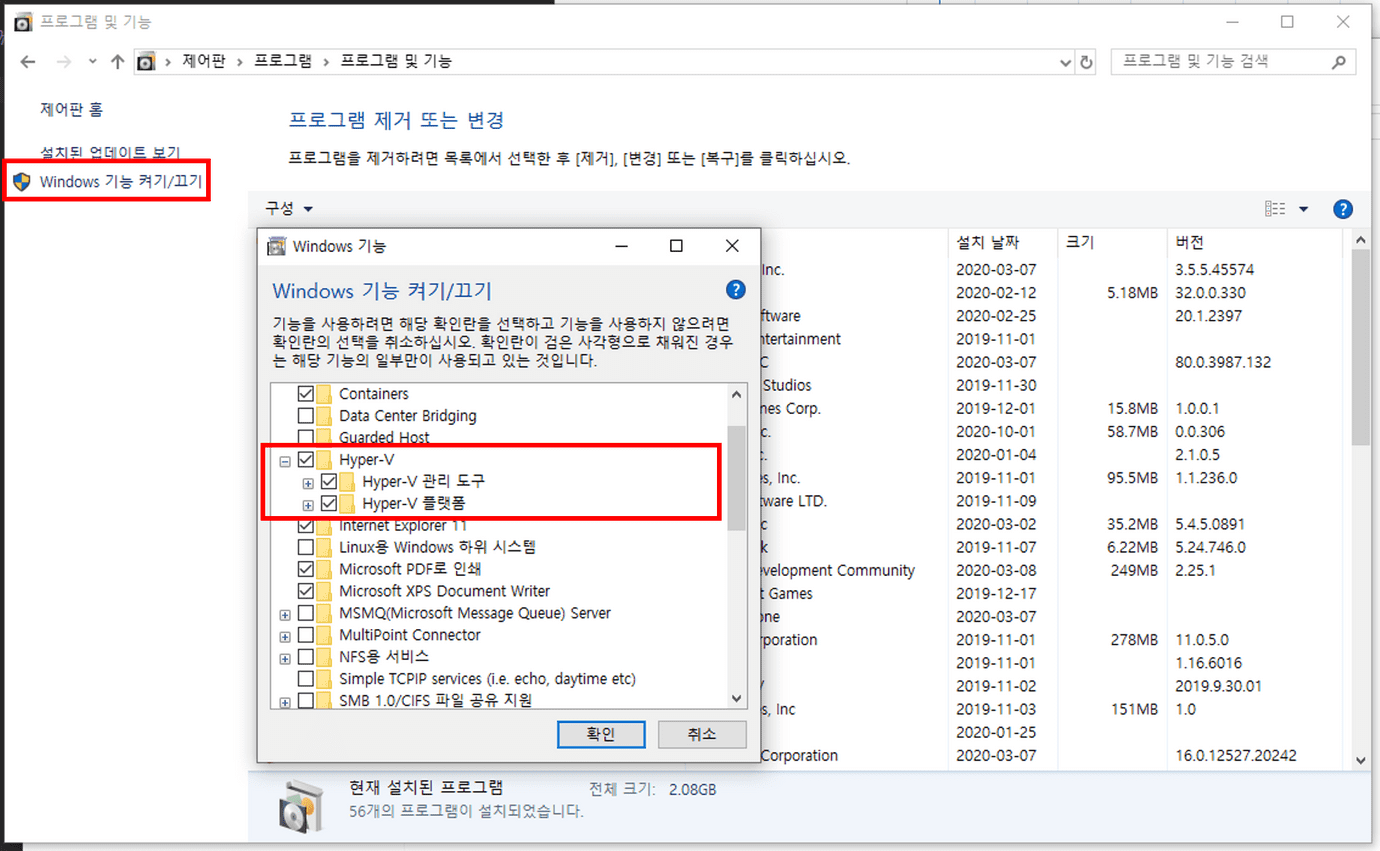 프로그램 및 기능
제어판 > 프로그램 > 프로그램 및 기능
프로그램 및 기능 검색
제어판 홈
설치된 업데이트 보기
Windows 기능 켜기/끄기
프로그램 제거 또는 변경
프로그램을 제거하려면 목록에서 선택한 후 [제거], [변경] 또는 [복구]를 클릭하십시오.
구성
Windows 기능
Windows 기능 켜기/끄기
기능을 사용하려면 해당 확인란을 선택하고 기능을 사용하지 않으려면
확인란의 선택을 취소하십시오. 확인란이 검은 사각형으로 채워진 경우
는 해당 기능의 일부만이 사용되고 있는 것입니다.
Containers
Data Center Bridging
Guarded Host
Hyper-V
Hyper-V 관리 도구
Hyper-V 플랫폼
Internet Explorer 11
Linux용 Windows 하위 시스템
Microsoft PDF로 인쇄
Microsoft XPS Document Writer
MSMQ(Microsoft Message Queue) Server
MultiPoint Connector
NFS용 서비스
Simple TCPIP services (i.e. echo, daytime etc)
SMB 1.0/CIFS 파일 공유 지원
확인 취소
설치 날짜 크기 버전
Inc. 2020-03-07 3.5.5.45574
2020-02-12 5.18MB 32.0.0.330
ftware 2020-02-25 20.1.2397
ntertainment 2019-11-01
C 2020-03-07 80.0.3987.132
Studios 2019-11-30
nes Corp. 2019-12-01 15.8MB 1.0.0.1
c. 2020-10-01 58.7MB 0.0.306
:. 2020-01-04 2.1.0.5
es, Inc. 2019-11-01 95.5MB 1.1.236.0
tware LTD. 2019-11-09
c 2020-03-02 35.2MB 5.4.5.0891
k 2019-11-07 6.22MB 5.24.746.0
evelopment Community 2020-03-08 249MB 2.25.1
t Games 2019-12-17
one 2020-03-07
rporation 2019-11-01 278MB 11.0.5.0
2019-11-01 1.16.6016
2019-11-02 2019.9.30.01
es, Inc 2019-11-03 151MB 1.0
2020-01-25
Corporation 2020-03-07 16.0.12527.20242
현재 설치된 프로그램 전체 크기: 2.08GB
56개의 프로그램이 설치되었습니다.